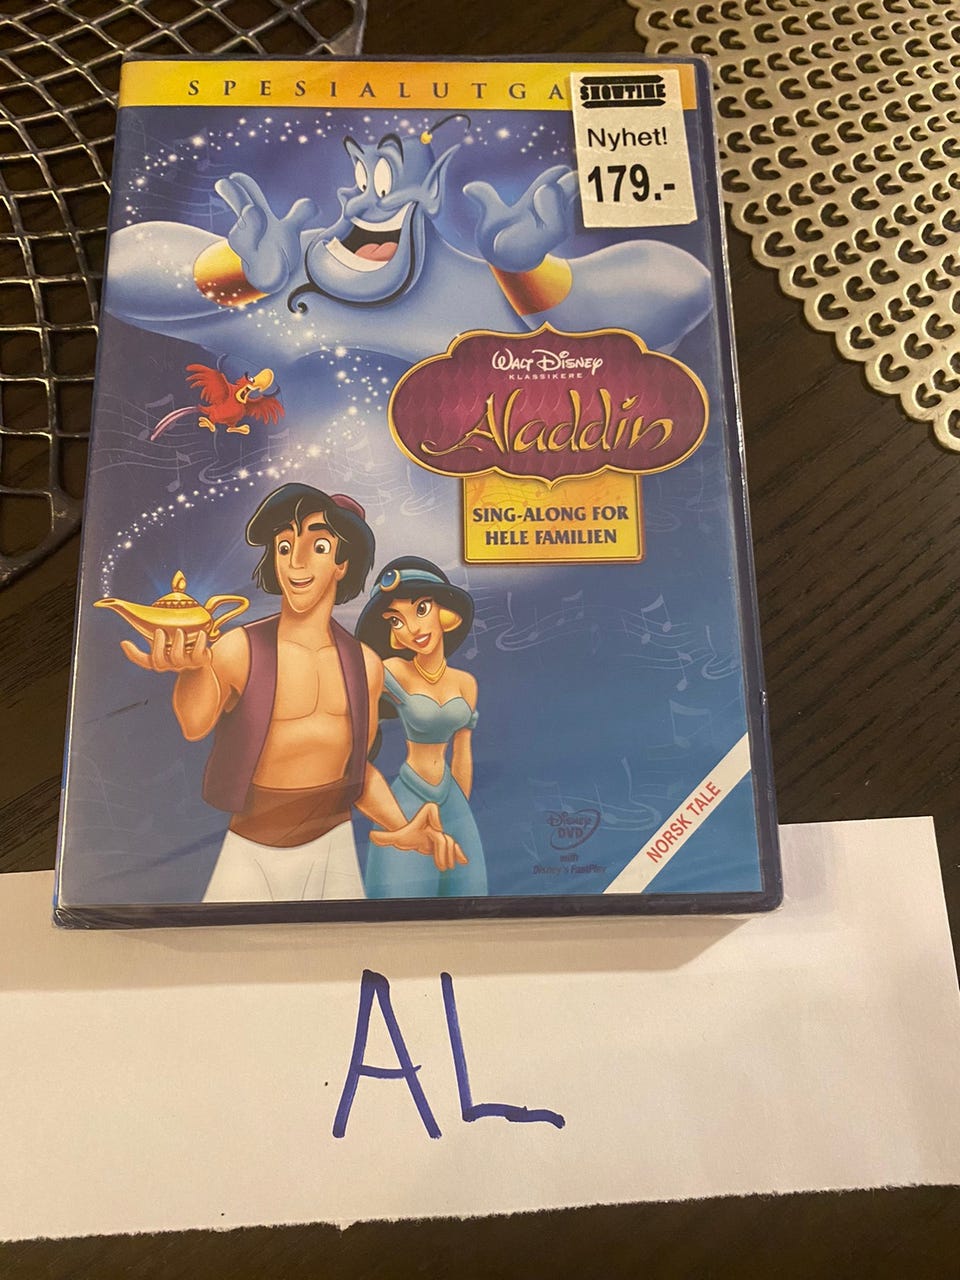 SPESIALUTGA
SHOWTIME
Nyhet!
179.-
WALT DISNEY
KLASSIKERE
Aladdin
SING-ALONG FOR
HELE FAMILIEN
Disney
DVD
with
Disney's FastPlay
NORSK TALE
AL